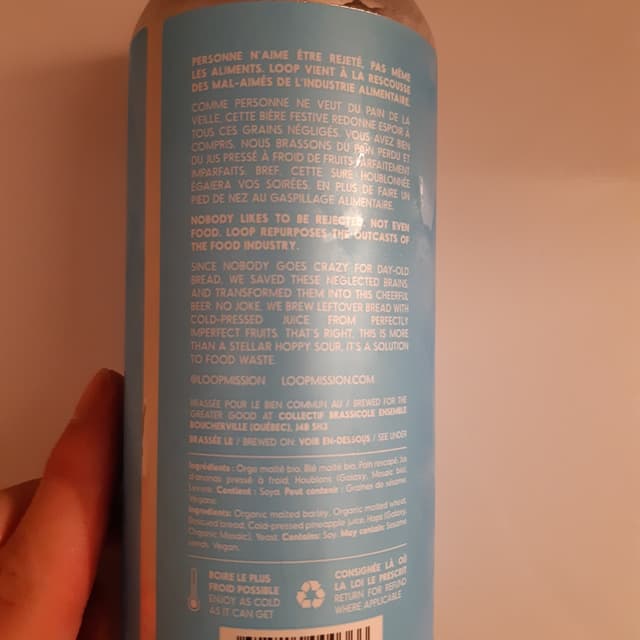 PERSONNE N'AIME ÊTRE REJETÉ, PAS MÊME
LES ALIMENTS. LOOP VIENT À LA RESCOUSSE
DES MAL-AIMÉS DE L'INDUSTRIE ALIMENTAIRE.
COMME PERSONNE NE VEUT DU PAIN DE LA
VEILLE, CETTE BIÈRE FESTIVE REDONNE ESPOIR À
TOUS CES GRAINS NÉGLIGÉS. VOUS AVEZ BIEN
COMPRIS. NOUS BRASSONS DU PAIN PERDU ET
DU JUS PRESSÉ À FROID DE FRUITS PARFAITEMENT
IMPARFAITS. BREF, CETTE SURE HOUBLONNÉE
ÉGAIERA VOS SOIRÉES, EN PLUS DE FAIRE UN
PIED DE NEZ AU GASPILLAGE ALIMENTAIRE.
NOBODY LIKES TO BE REJECTED, NOT EVEN
FOOD. LOOP REPURPOSES THE OUTCASTS OF
THE FOOD INDUSTRY.
SINCE NOBODY GOES CRAZY FOR DAY-OLD
BREAD, WE SAVED THESE NEGLECTED GRAINS
AND TRANSFORMED THEM INTO THIS CHEERFUL
BEER. NO JOKE. WE BREW LEFTOVER BREAD WITH
COLD-PRESSED JUICE FROM PERFECTLY
IMPERFECT FRUITS. THAT'S RIGHT, THIS IS MORE
THAN A STELLAR HOPPY SOUR, IT'S A SOLUTION
TO FOOD WASTE.
@LOOPMISSION LOOPMISSION.COM
BRASSÉE POUR LE BIEN COMMUN AU / BREWED FOR THE
GREATER GOOD AT COLLECTIF BRASSICOLE ENSEMBLE
BOUCHERVILLE (QUÉBEC),
BRASSÉE LE / BREWED ON: VOIR EN-DESSOUS / SEE UNDER
Ingrédients: Orge malté bio, Blé malté bio, Pain rescapé, Jus
d'ananas pressé à froid, Houblons (Galaxy, Mosaic bio),
Levure. Contient: Soya. Peut contenir: Graines de sésame.
Ingredients: Organic malted barley, Organic malted wheat,
Rescued bread, Cold-pressed pineapple juice, Hops (Galaxy,
Organic Mosaic), Yeast. Contains: Soy. May contain: Sesame
Vegan.
BOIRE LE PLUS
FROID POSSIBLE
ENJOY AS COLD
AS IT CAN GET
CONSIGNÉE LÀ OÙ
LA LOI LE PRÉVOIT
RETURN FOR REFUND
WHERE APPLICABLE